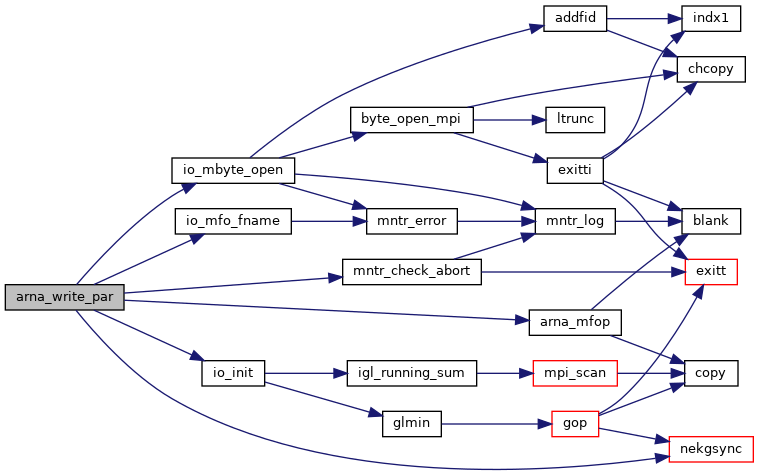 addfid
indx1
chcopy
byte_open_mpi
ltrunc
io_mbyte_open
exitti
io_mfo_fname
mntr_error
mntr_log
blank
mntr_check_abort
exitt
arna_write_par
arna_mfop
io_init
igl_running_sum
mpi_scan
copy
glmin
gop
nekgsync